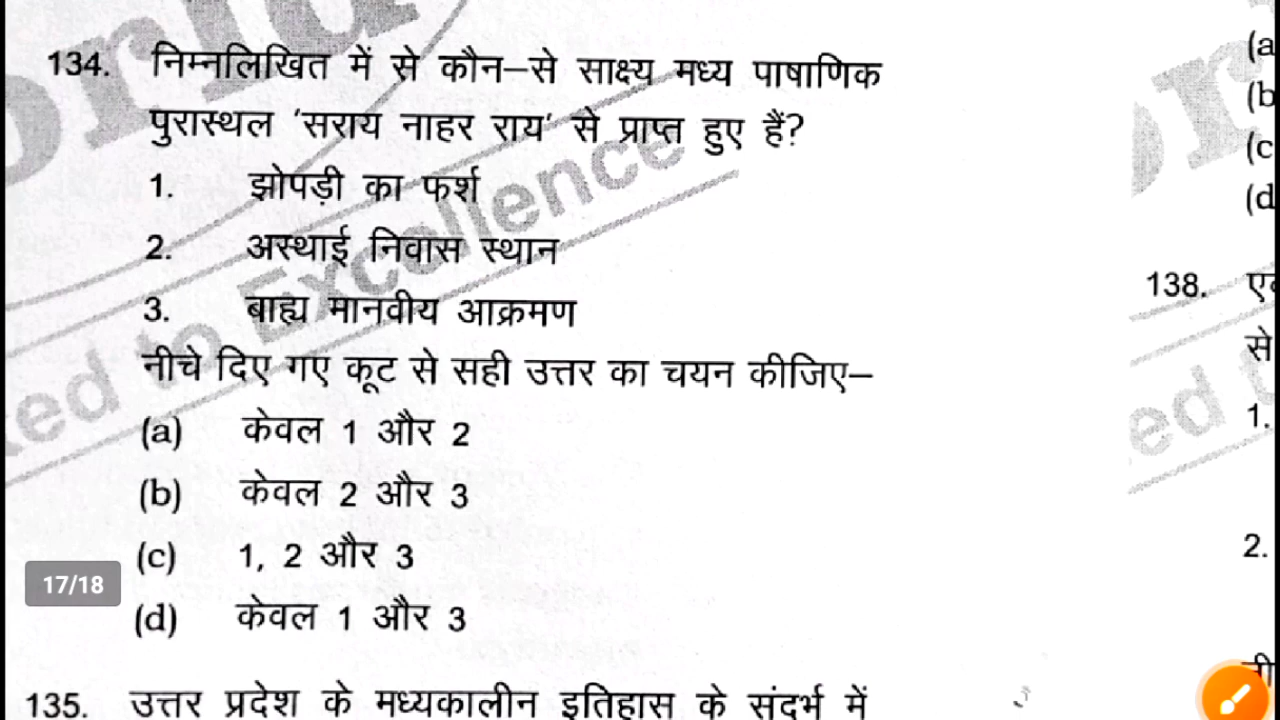 134. निम्नलिखित में से कौन–से साक्ष्य मध्य पाषाणिक
पुरास्थल 'सराय नाहर राय' से प्राप्त हुए हैं?
1. झोपड़ी का फर्श
2. अस्थाई निवास स्थान
3. बाह्य मानवीय आक्रमण
नीचे दिए गए कूट से सही उत्तर का चयन कीजिए–
(a) केवल 1 और 2
(b) केवल 2 और 3
(c) 1, 2 और 3
(d) केवल 1 और 3
17/18
135. उत्तर प्रदेश के मध्यकालीन इतिहास के संदर्भ में
(a
(b
(c
(d
138.
से
1.
2.
to Excellence